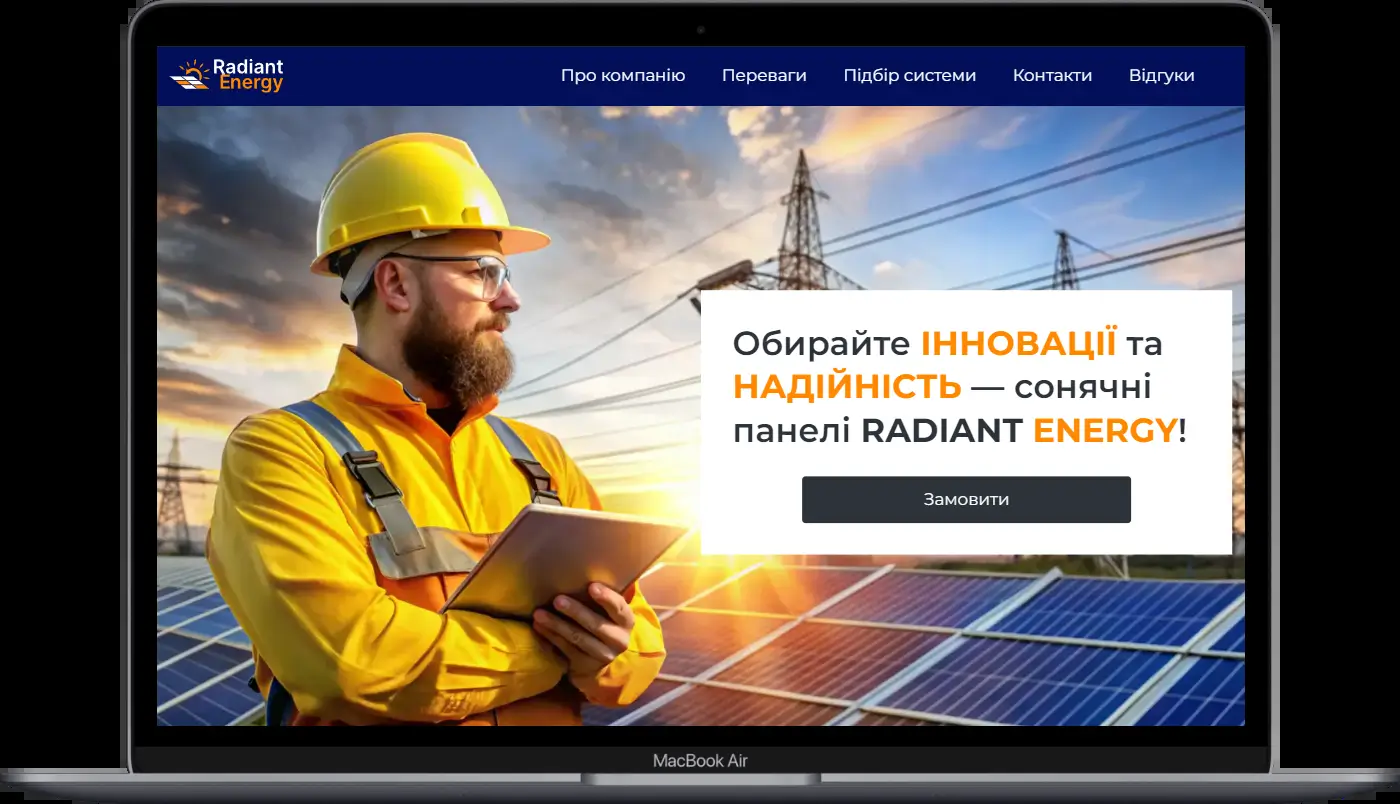 Radiant
Energy
Про компанію
Переваги
Підбір системи
Контакти
Відгуки
Обирайте ІННОВАЦІЇ та
НАДІЙНІСТЬ — сонячні
панелі RADIANT ENERGY!
Замовити
MacBook Air